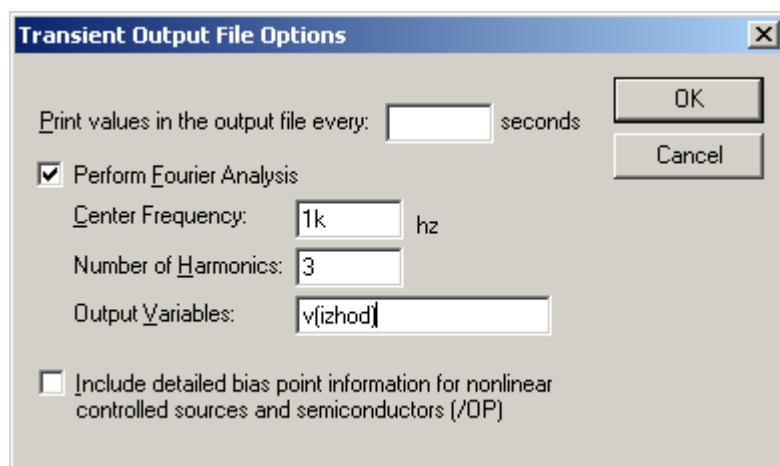 Transient Output File Options
OK
Print values in the output file every: seconds
Cancel
Perform Fourier Analysis
Center Frequency: 1k hz
Number of Harmonics: 3
Output Variables: v(izhod)
Include detailed bias point information for nonlinear
controlled sources and semiconductors (/OP)